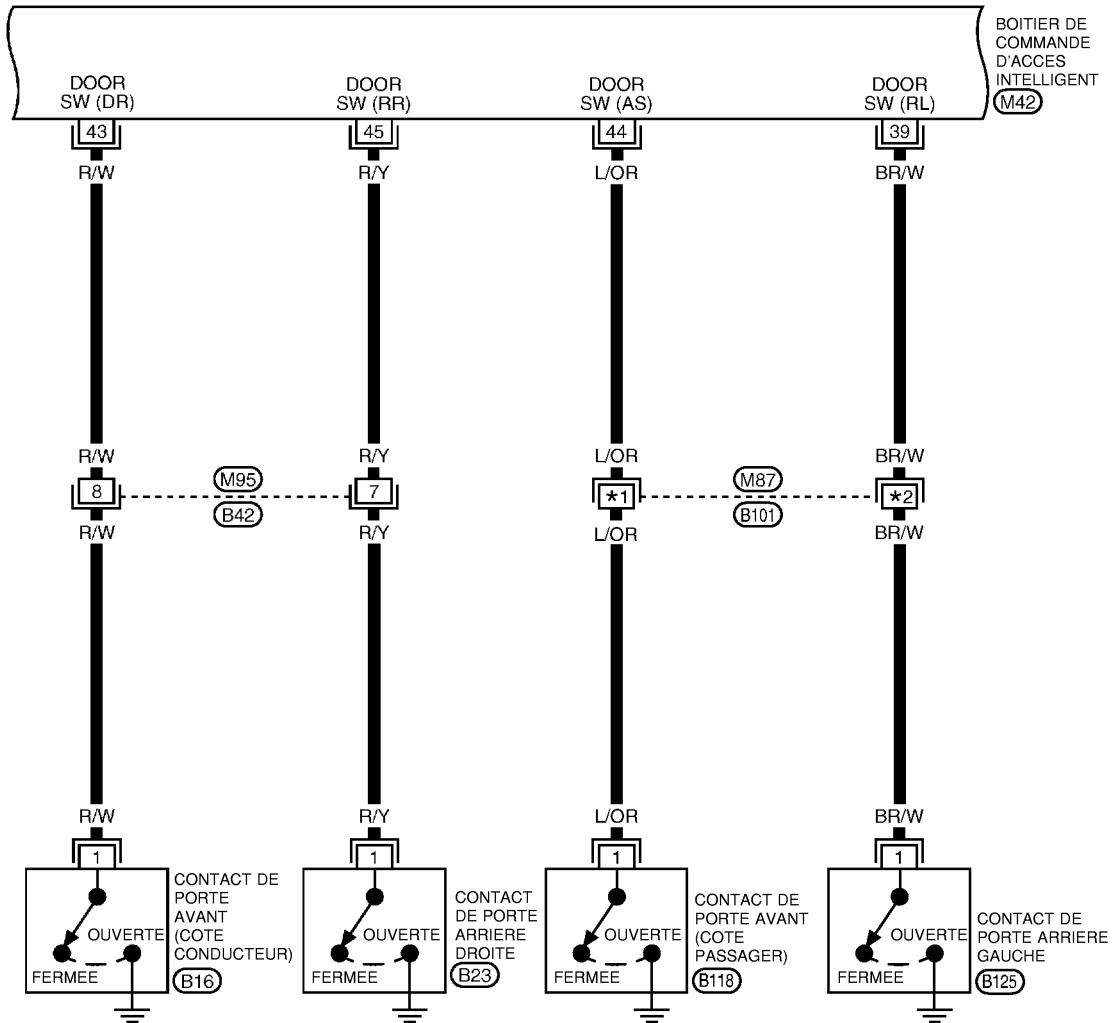 BOITIER DE
COMMANDE
D'ACCES
INTELLIGENT
M42
DOOR
SW (DR)
DOOR
SW (RR)
DOOR
SW (AS)
DOOR
SW (RL)
43
45
44
39
R/W
R/Y
L/OR
BR/W
R/W
R/Y
L/OR
BR/W
8
M95
B42
7
*1
M87
B101
*2
R/W
R/Y
L/OR
BR/W
R/W
R/Y
L/OR
BR/W
1
1
1
1
CONTACT DE
PORTE
AVANT
(COTE
CONDUCTEUR)
B16
OUVERTE
FERMEE
CONTACT
DE PORTE
ARRIERE
DROITE
B23
OUVERTE
FERMEE
CONTACT DE
PORTE AVANT
(COTE
PASSAGER)
B118
OUVERTE
FERMEE
CONTACT DE
PORTE ARRIERE
GAUCHE
B125
OUVERTE
FERMEE